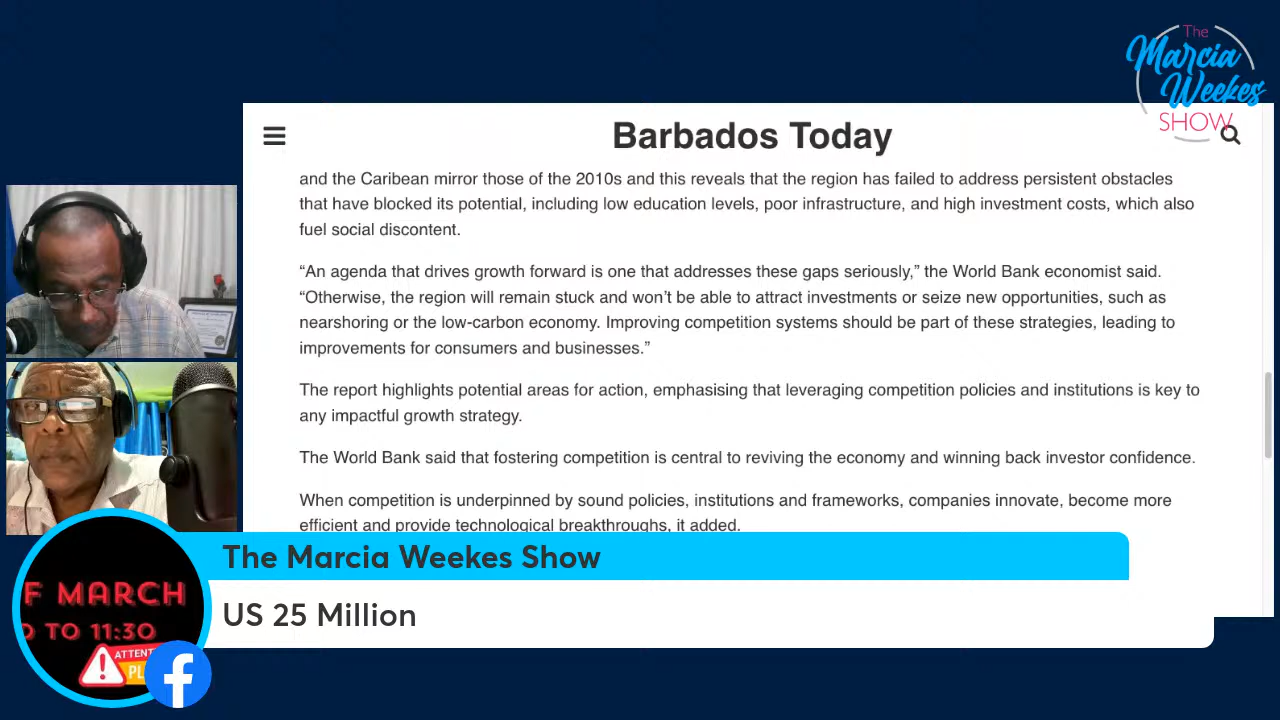 The
Marcia
Weekes
SHOW
Barbados Today
and the Caribean mirror those of the 2010s and this reveals that the region has failed to address persistent obstacles
that have blocked its potential, including low education levels, poor infrastructure, and high investment costs, which also
fuel social discontent.
“An agenda that drives growth forward is one that addresses these gaps seriously,” the World Bank economist said.
“Otherwise, the region will remain stuck and won’t be able to attract investments or seize new opportunities, such as
nearshoring or the low-carbon economy. Improving competition systems should be part of these strategies, leading to
improvements for consumers and businesses.”
The report highlights potential areas for action, emphasising that leveraging competition policies and institutions is key to
any impactful growth strategy.
The World Bank said that fostering competition is central to reviving the economy and winning back investor confidence.
When competition is underpinned by sound policies, institutions and frameworks, companies innovate, become more
efficient and provide technological breakthroughs, it added.
The Marcia Weekes Show
US 25 Million
F MARCH
TO 11:30
ATTENT
PL
f